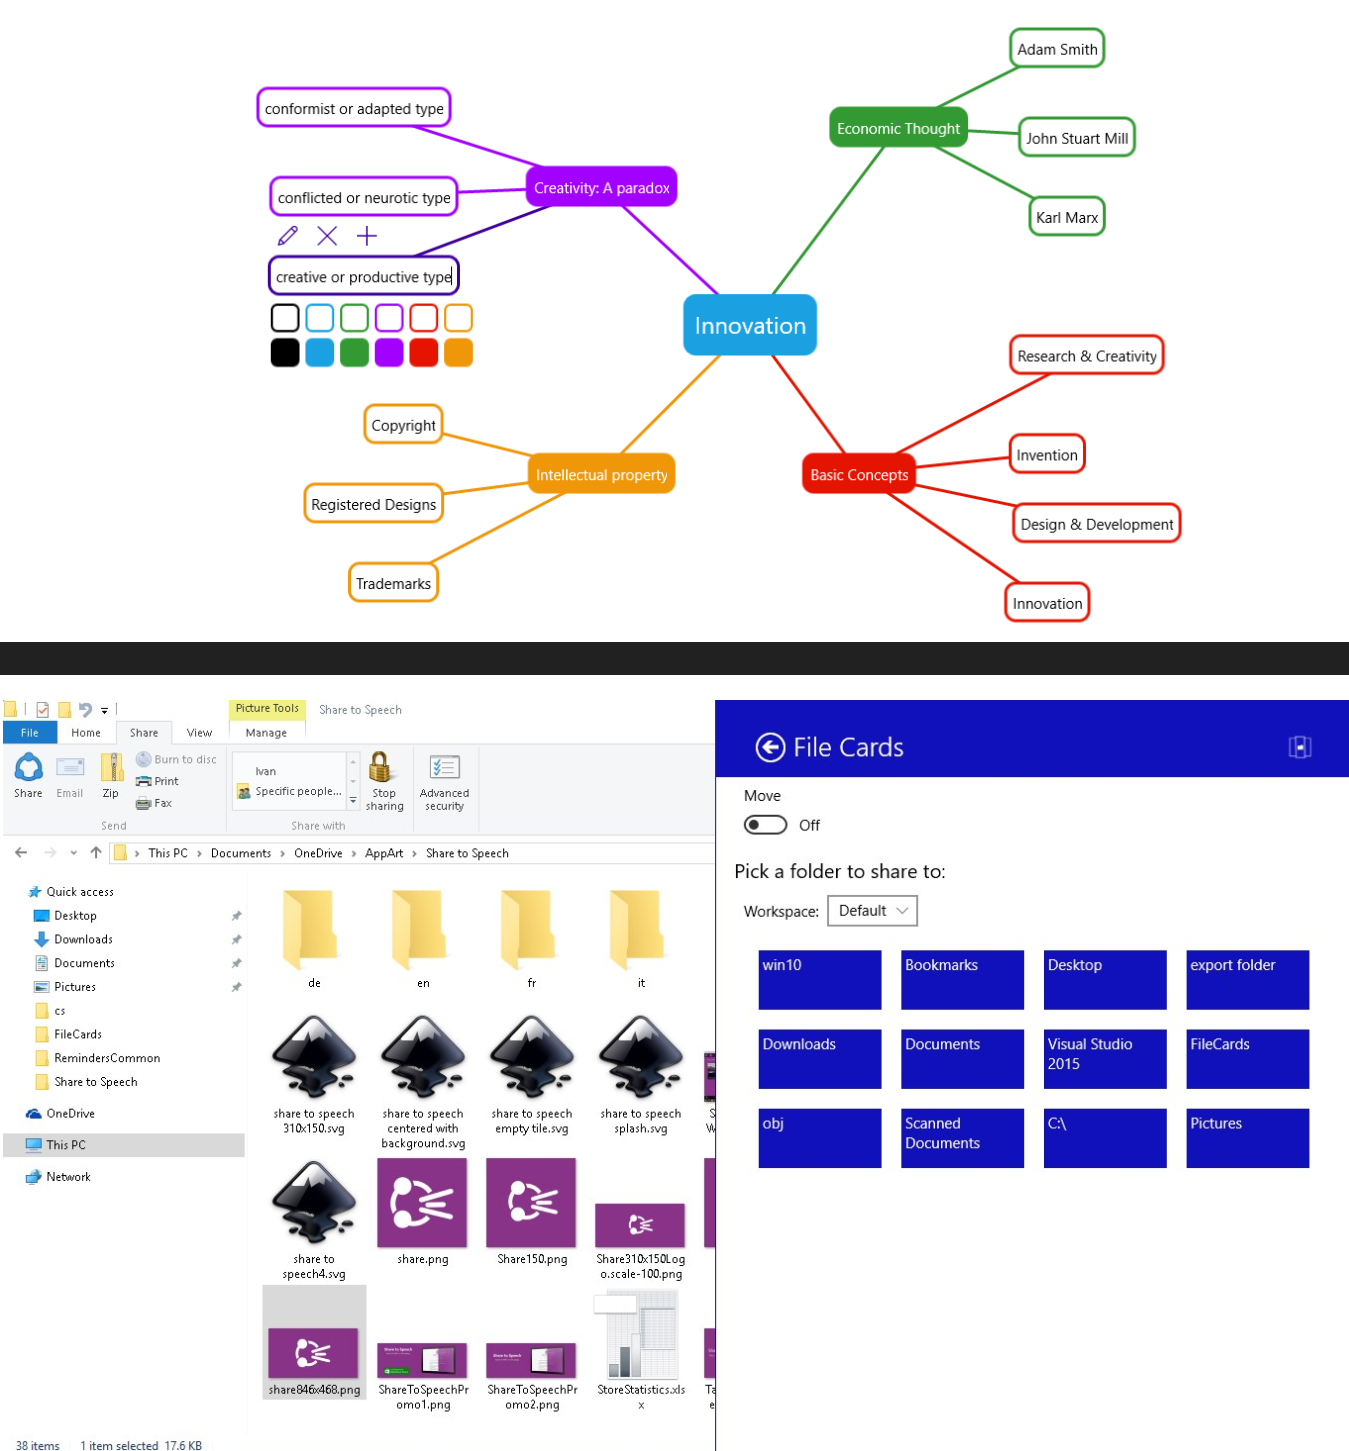 Adam Smith
conformist or adapted type
Economic Thought
John Stuart Mill
Creativity: A paradox
conflicted or neurotic type
Karl Marx
creative or productive type
Innovation
Research & Creativity
Copyright
Invention
Intellectual property
Basic Concepts
Registered Designs
Design & Development
Trademarks
Innovation
Picture Tools
Share to Speech
File
Home
Share
View
Manage
Share
Email
Zip
Burn to disc
Print
Fax
Send
Ivan
Specific people...
Share with
Stop
sharing
Advanced
security
This PC > Documents > OneDrive > AppArt > Share to Speech
Quick access
Desktop
Downloads
Documents
Pictures
cs
FileCards
RemindersCommon
Share to Speech
OneDrive
This PC
Network
de
en
fr
it
share to speech
310x150.svg
share to speech
centered with
background.svg
share to speech
empty tile.svg
share to speech
splash.svg
share to
speech4.svg
share.png
Share150.png
Share310x150Log
o.scale-100.png
share846x468.png
ShareToSpeechPr
omo1.png
ShareToSpeechPr
omo2.png
StoreStatistics.xls
x
38 items
1 item selected 17.6 KB
File Cards
Move
Off
Pick a folder to share to:
Workspace:
Default
win10
Bookmarks
Desktop
export folder
Downloads
Documents
Visual Studio
2015
FileCards
obj
Scanned
Documents
C:\
Pictures